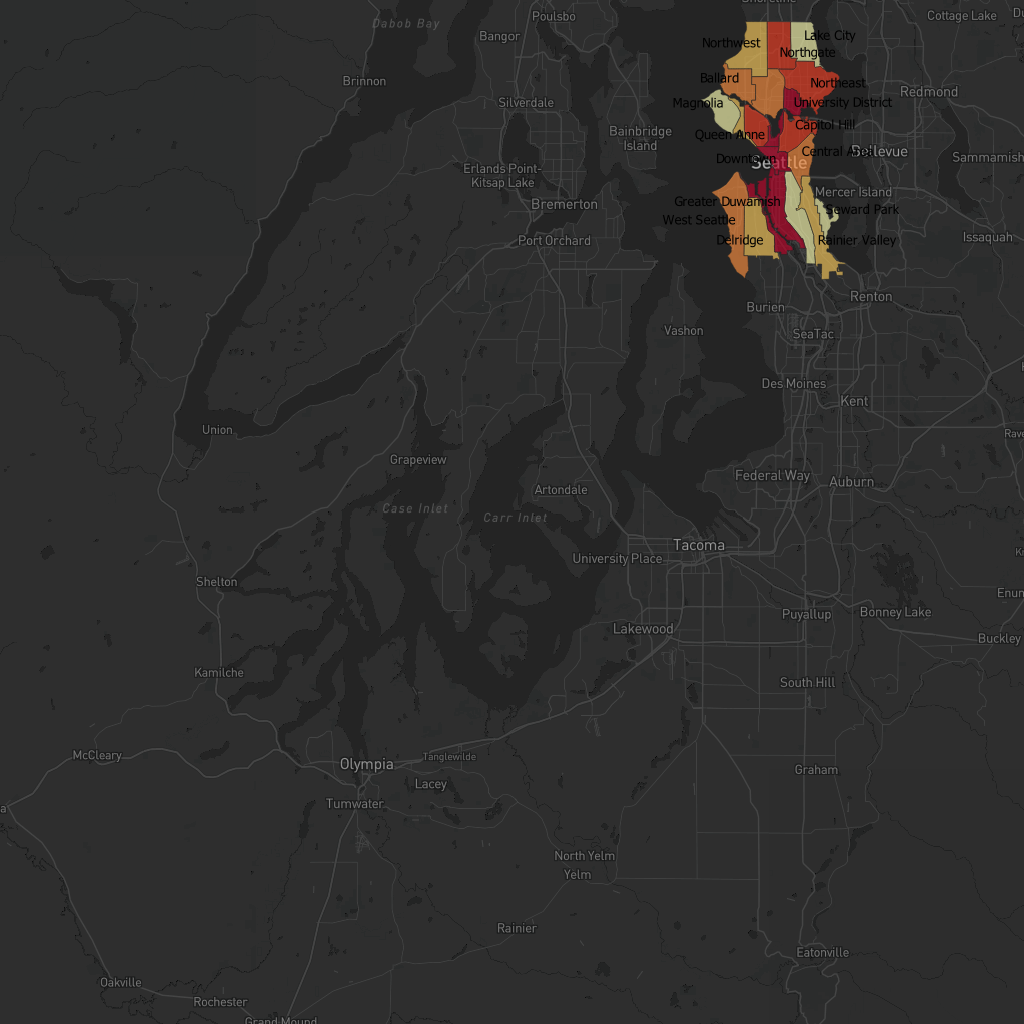 Shoreline
Dabob Bay
Poulsbo
Cottage Lake
Bangor
Lake City
Northwest
Northgate
Brinnon
Ballard
Northeast
Redmond
Silverdale
Magnolia
University District
Bainbridge
Island
Queen Anne
Capitol Hill
Central Area
Bellevue
Downtown
Seattle
Sammamish
Erlands Point-
Kitsap Lake
Bremerton
Mercer Island
Greater Duwamish
Seward Park
West Seattle
Port Orchard
Delridge
Rainier Valley
Issaquah
Burien
Renton
Vashon
SeaTac
Des Moines
Kent
Union
Rave
Grapeview
Federal Way
Auburn
Artondale
Case Inlet
Carr Inlet
Tacoma
University Place
Shelton
Enum
Puyallup
Bonney Lake
Lakewood
Buckley
Kamilche
South Hill
McCleary
Olympia
Tanglewilde
Graham
Lacey
Tumwater
a
North Yelm
Yelm
Rainier
Eatonville
Oakville
Rochester
Grand Mound